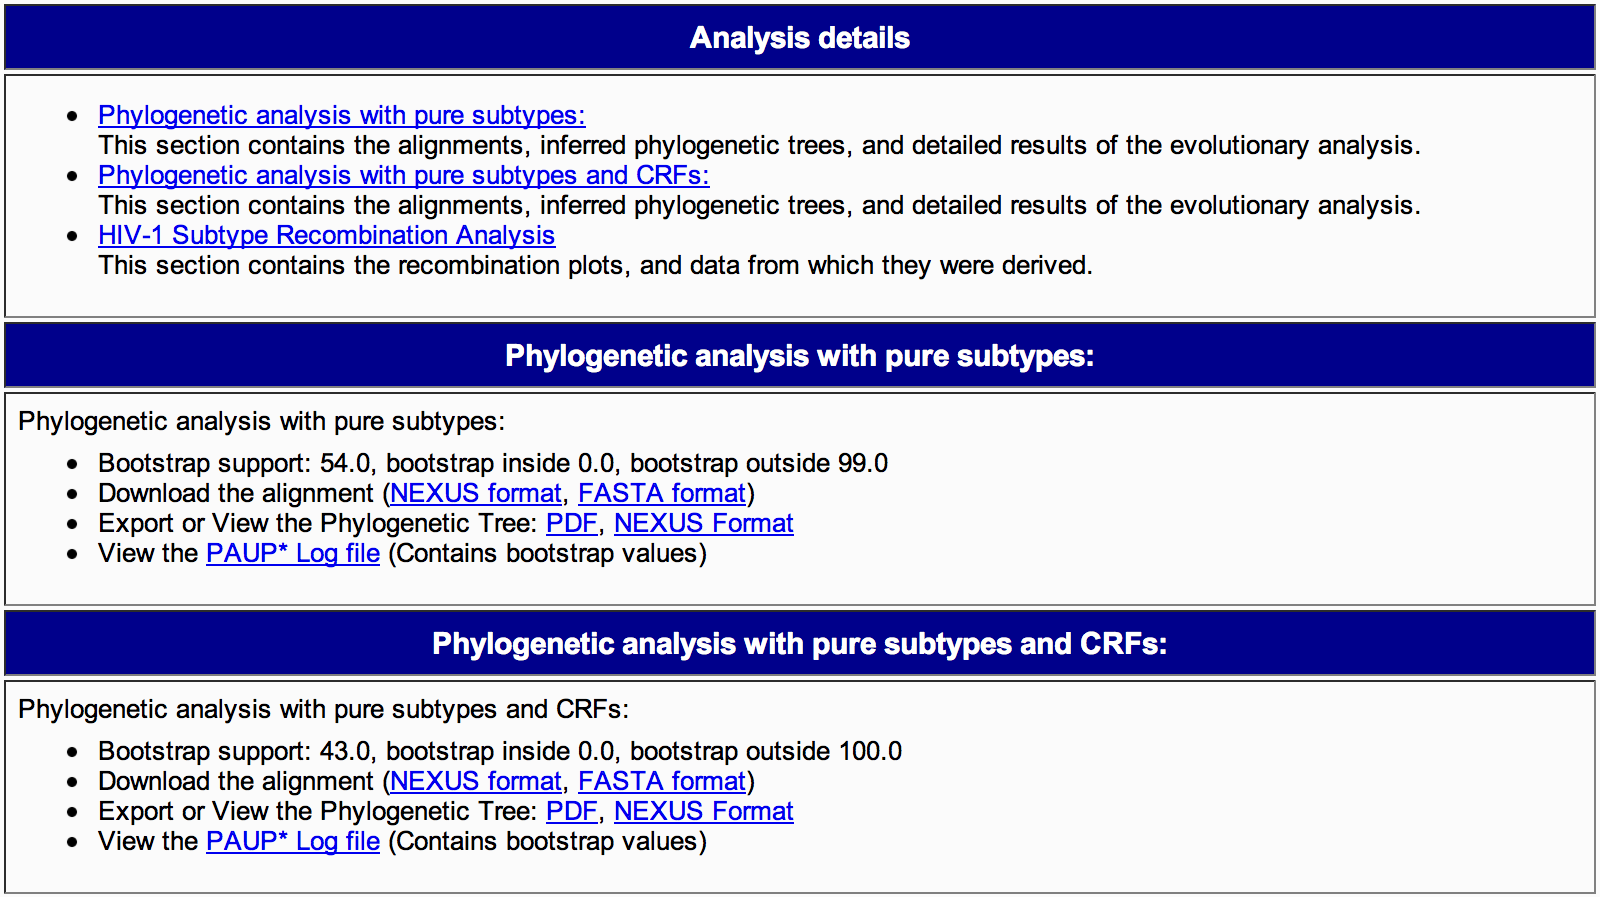 Analysis details
Phylogenetic analysis with pure subtypes:
This section contains the alignments, inferred phylogenetic trees, and detailed results of the evolutionary analysis.
Phylogenetic analysis with pure subtypes and CRFs:
This section contains the alignments, inferred phylogenetic trees, and detailed results of the evolutionary analysis.
HIV-1 Subtype Recombination Analysis
This section contains the recombination plots, and data from which they were derived.
Phylogenetic analysis with pure subtypes:
Phylogenetic analysis with pure subtypes:
Bootstrap support: 54.0, bootstrap inside 0.0, bootstrap outside 99.0
Download the alignment (NEXUS format, FASTA format)
Export or View the Phylogenetic Tree: PDF, NEXUS Format
View the PAUP* Log file (Contains bootstrap values)
Phylogenetic analysis with pure subtypes and CRFs:
Phylogenetic analysis with pure subtypes and CRFs:
Bootstrap support: 43.0, bootstrap inside 0.0, bootstrap outside 100.0
Download the alignment (NEXUS format, FASTA format)
Export or View the Phylogenetic Tree: PDF, NEXUS Format
View the PAUP* Log file (Contains bootstrap values)